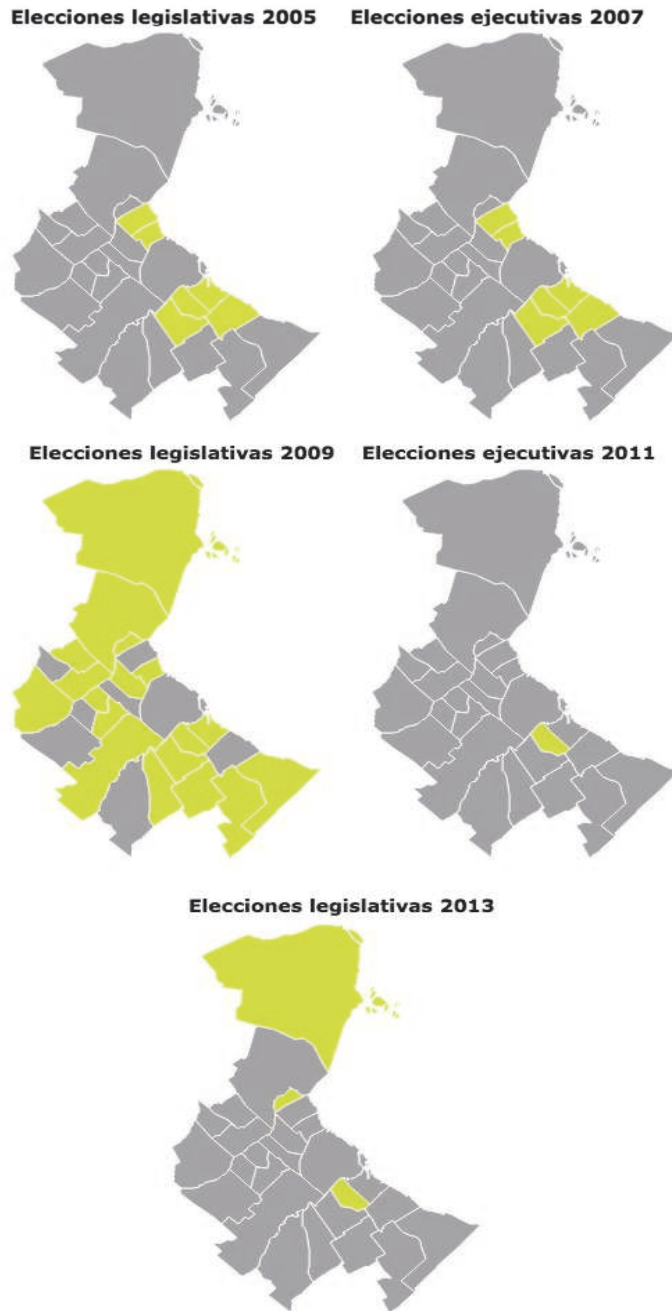 Elecciones legislativas 2005
Elecciones ejecutivas 2007
Elecciones legislativas 2009
Elecciones ejecutivas 2011
Elecciones legislativas 2013